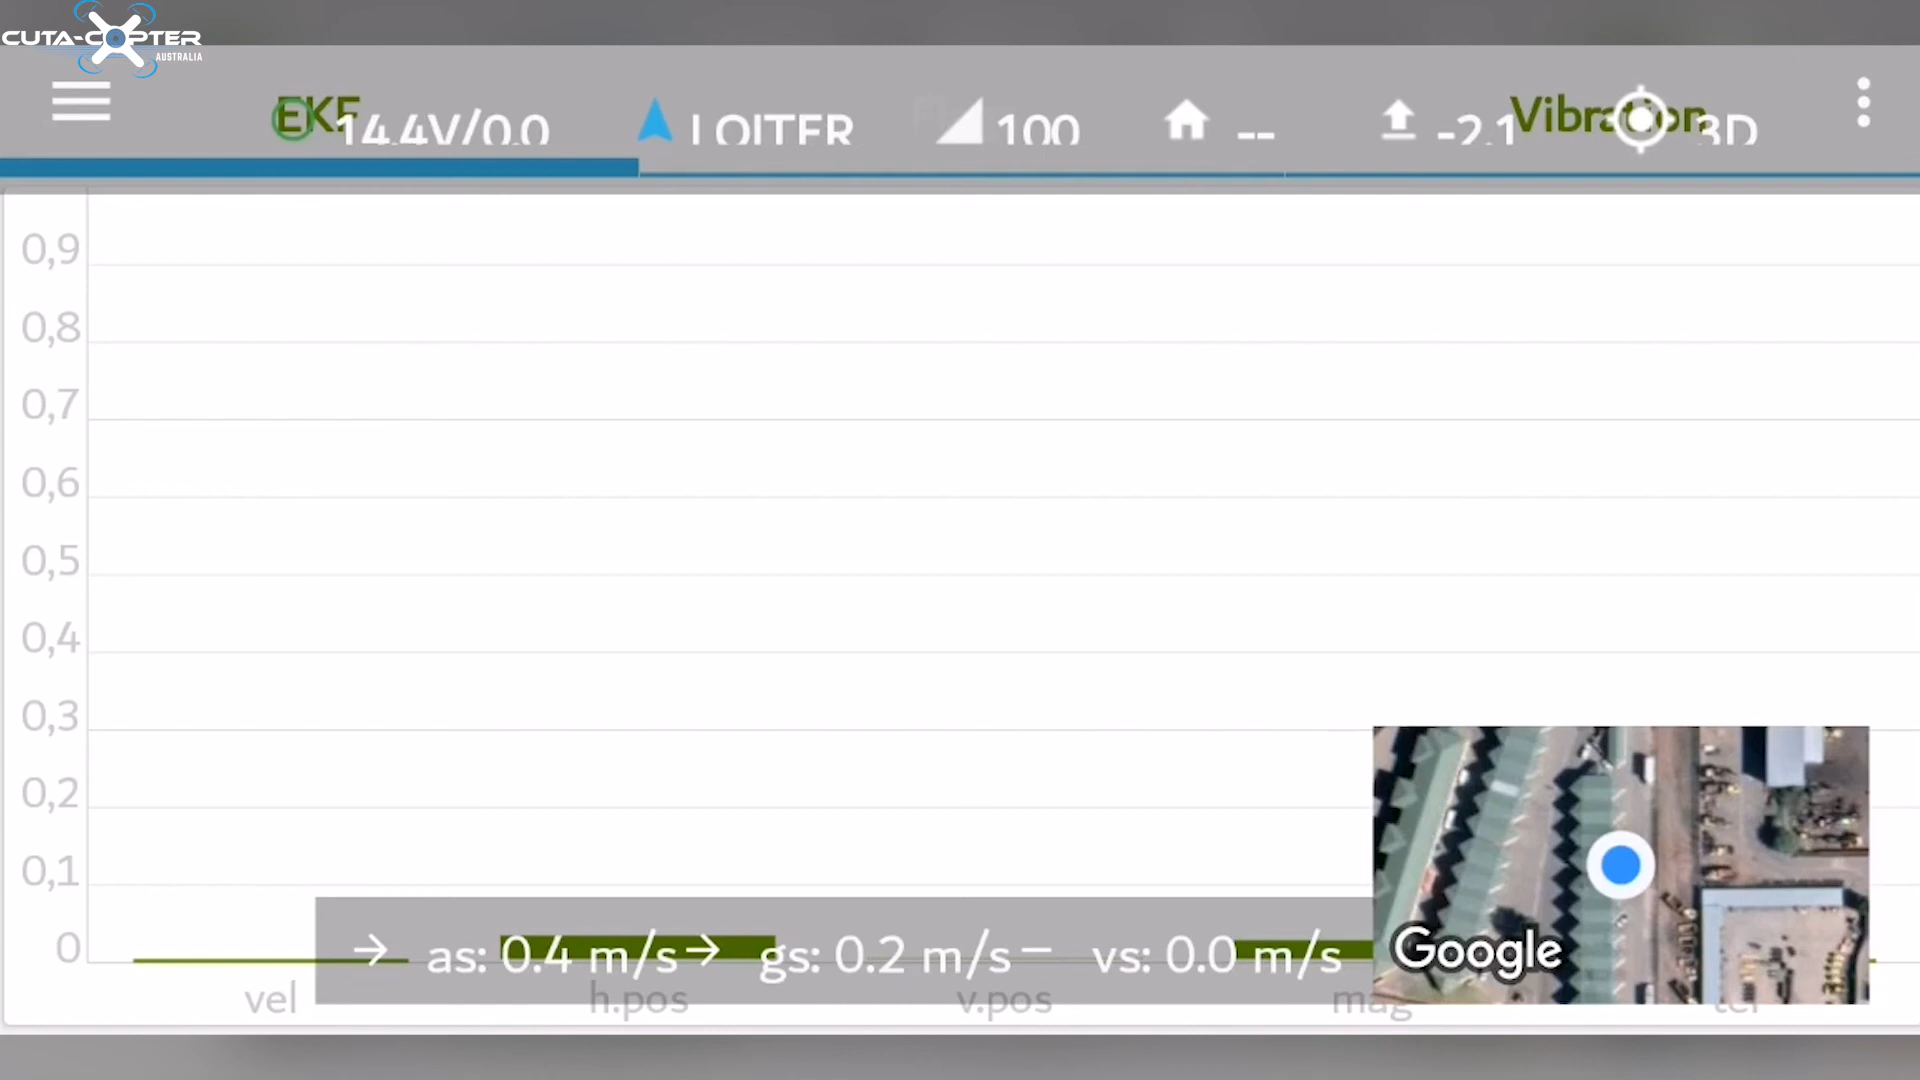 CUTA-COPTER
AUSTRALIA
EKF
14.4V/0.0
LOITER
100
--
-2.1
Vibration
3D
0,9
0,8
0,7
0,6
0,5
0,4
0,3
0,2
0,1
0
as: 0.4 m/s
gs: 0.2 m/s
vs: 0.0 m/s
Google
vel
h.pos
v.pos
mag
ter